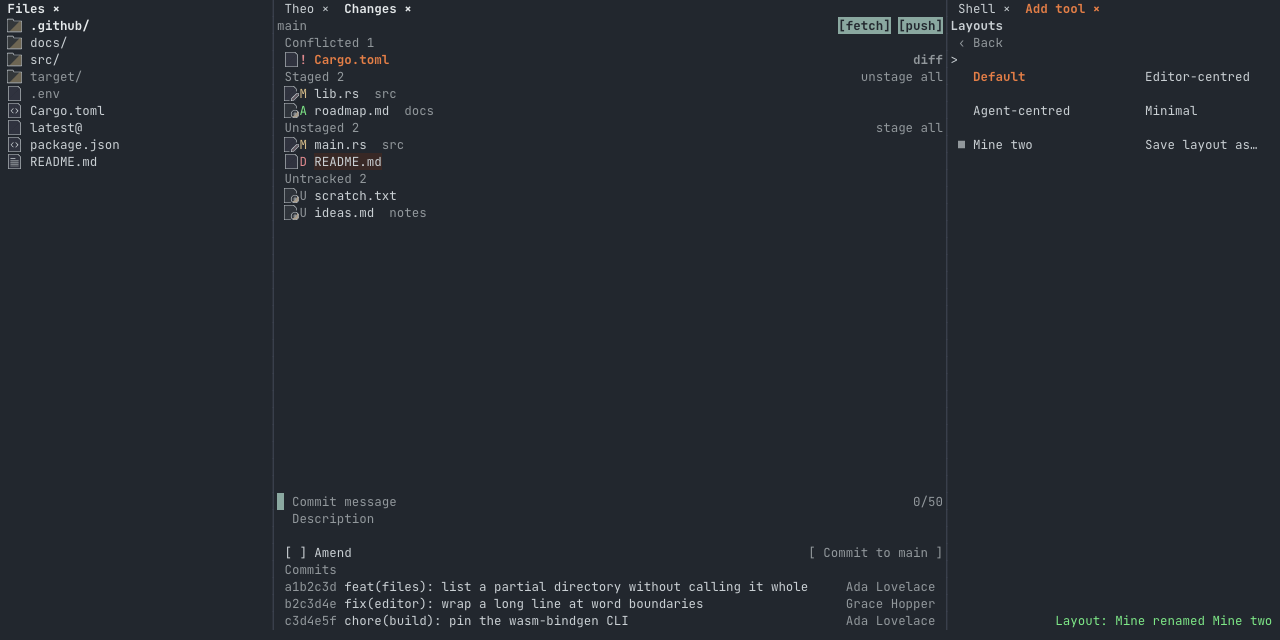 Files ×
.github/
docs/
src/
target/
.env
Cargo.toml
latest@
package.json
README.md
Theo × Changes ×
main [fetch] [push]
Conflicted 1
! Cargo.toml diff
Staged 2 unstage all
M lib.rs src
A roadmap.md docs
Unstaged 2 stage all
M main.rs src
D README.md
Untracked 2
U scratch.txt
U ideas.md notes
Commit message 0/50
Description
[ ] Amend [ Commit to main ]
Commits
a1b2c3d feat(files): list a partial directory without calling it whole Ada Lovelace
b2c3d4e fix(editor): wrap a long line at word boundaries Grace Hopper
c3d4e5f chore(build): pin the wasm-bindgen CLI Ada Lovelace
Shell × Add tool ×
Layouts
‹ Back
>
Default Editor-centred
Agent-centred Minimal
■ Mine two Save layout as…
Layout: Mine renamed Mine two